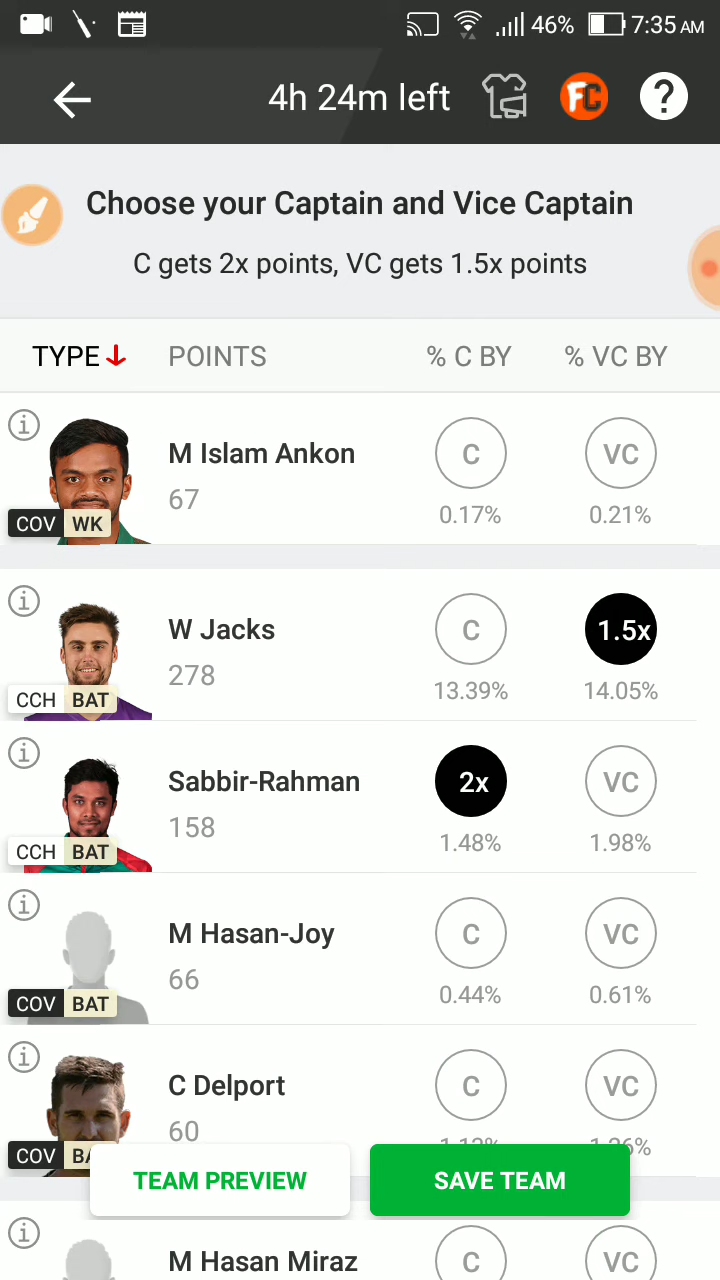 46% 7:35 AM
4h 24m left FC ?
Choose your Captain and Vice Captain
C gets 2x points, VC gets 1.5x points
TYPE POINTS % C BY % VC BY
M Islam Ankon C VC
67 0.17% 0.21%
COV WK
W Jacks C 1.5x
278 13.39% 14.05%
CCH BAT
Sabbir-Rahman 2x VC
158 1.48% 1.98%
CCH BAT
M Hasan-Joy C VC
66 0.44% 0.61%
COV BAT
C Delport C VC
60
COV
TEAM PREVIEW SAVE TEAM
M Hasan Miraz C VC